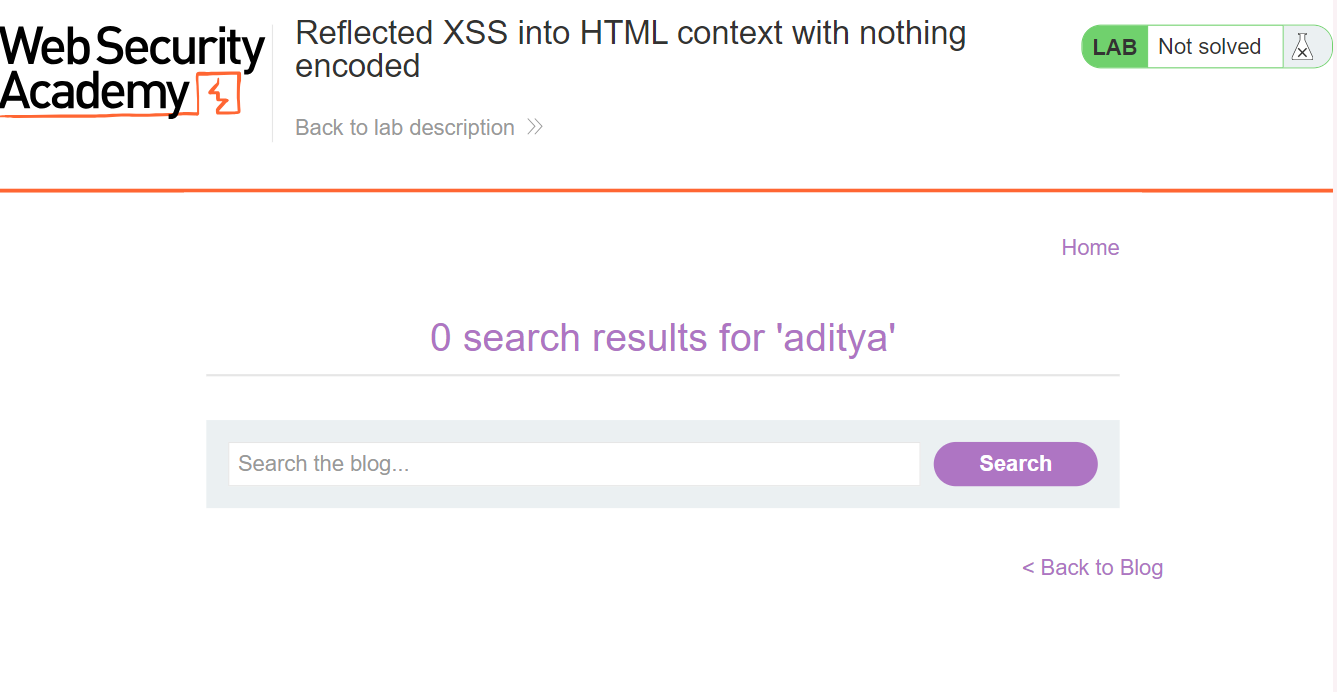 Web Security
Academy
Reflected XSS into HTML context with nothing
encoded
Back to lab description
LAB Not solved
Home
0 search results for 'aditya'
Search the blog...
Search
< Back to Blog